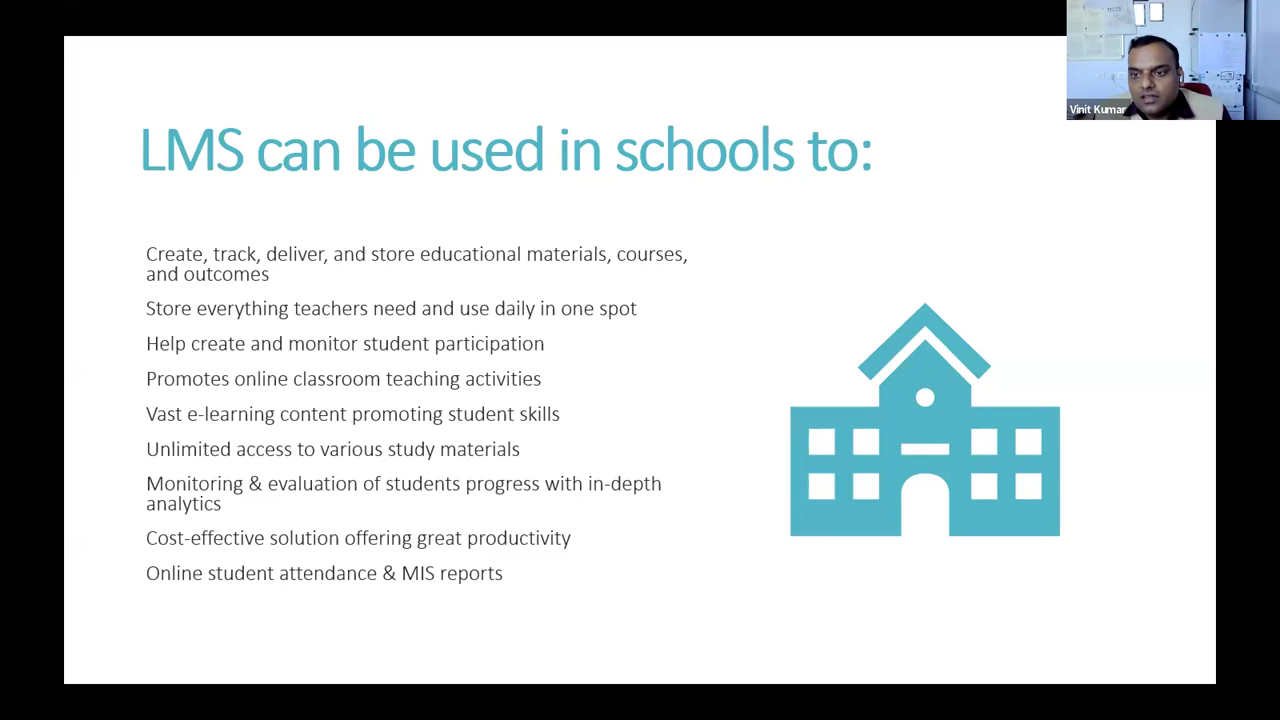 LMS can be used in schools to:
Create, track, deliver, and store educational materials, courses,
and outcomes
Store everything teachers need and use daily in one spot
Help create and monitor student participation
Promotes online classroom teaching activities
Vast e-learning content promoting student skills
Unlimited access to various study materials
Monitoring & evaluation of students progress with in-depth
analytics
Cost-effective solution offering great productivity
Online student attendance & MIS reports
Vinit Kumar